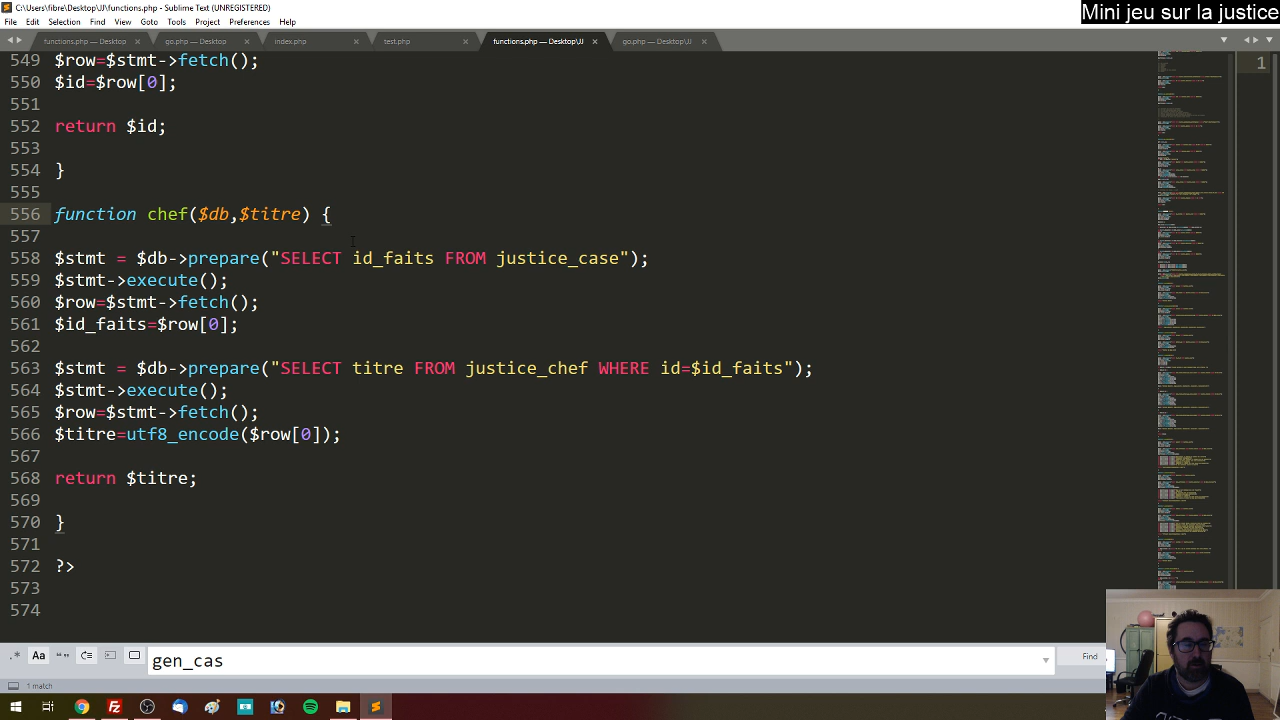 C:\Users\fibre\Desktop\JJ\functions.php - Sublime Text (UNREGISTERED)
Mini jeu sur la justice
File Edit Selection Find View Goto Tools Project Preferences Help
functions.php — Desktop × go.php — Desktop × index.php × test.php × functions.php — Desktop\JJ × go.php — Desktop\JJ ×
549 $row=$stmt->fetch();
550 $id=$row[0];
551
552 return $id;
553
554 }
555
556 function chef($db,$titre) {
557
558 $stmt = $db->prepare("SELECT id_faits FROM justice_case");
559 $stmt->execute();
560 $row=$stmt->fetch();
561 $id_faits=$row[0];
562
563 $stmt = $db->prepare("SELECT titre FROM justice_chef WHERE id=$id_faits");
564 $stmt->execute();
565 $row=$stmt->fetch();
566 $titre=utf8_encode($row[0]);
567
568 return $titre;
569
570 }
571
572 ?>
573
574
1
.* Aa “” gen_cas Find
1 match